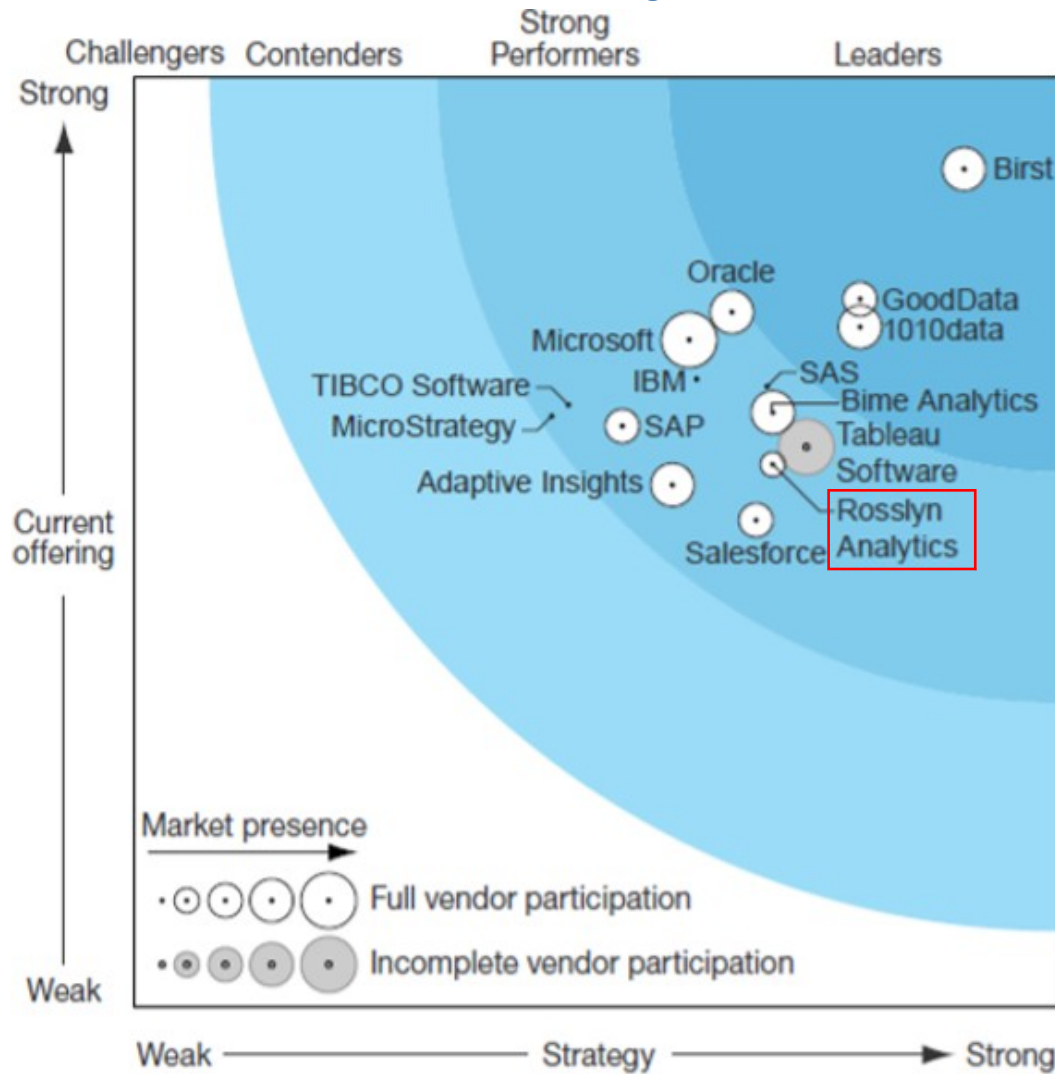 Strong
Challengers Contenders Performers Leaders
Strong
Birst
Oracle
GoodData
1010data
Microsoft
IBM
SAS
TIBCO Software
Bime Analytics
MicroStrategy
SAP
Tableau
Software
Adaptive Insights
Rosslyn
Analytics
Salesforce
Current
offering
Market presence
Full vendor participation
Incomplete vendor participation
Weak
Weak Strategy Strong